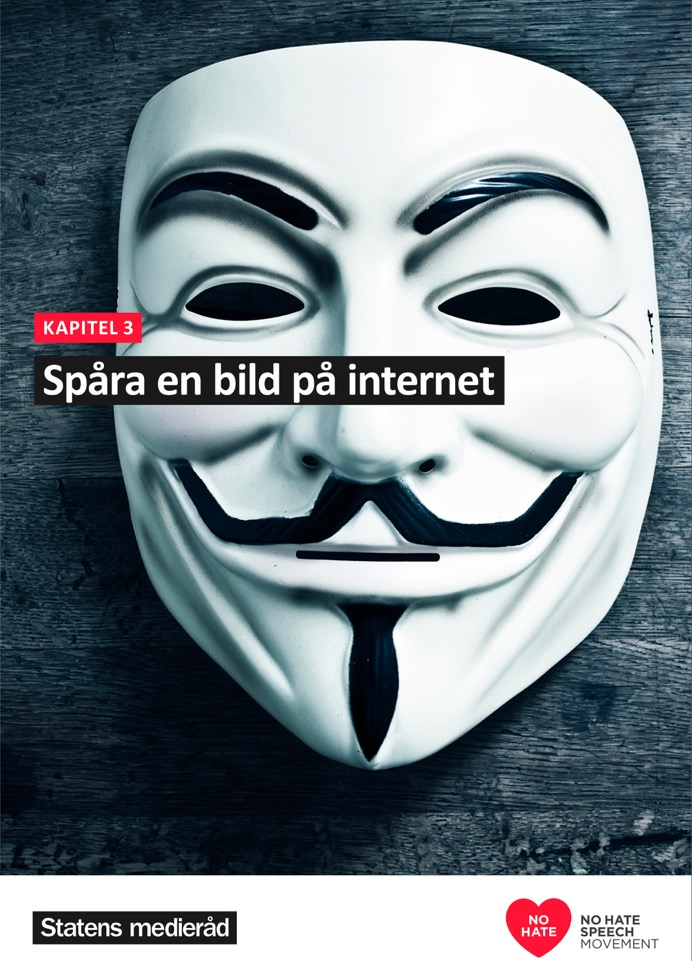 KAPITEL 3
Spåra en bild på internet
Statens medieråd
NO
HATE
NO HATE
SPEECH
MOVEMENT